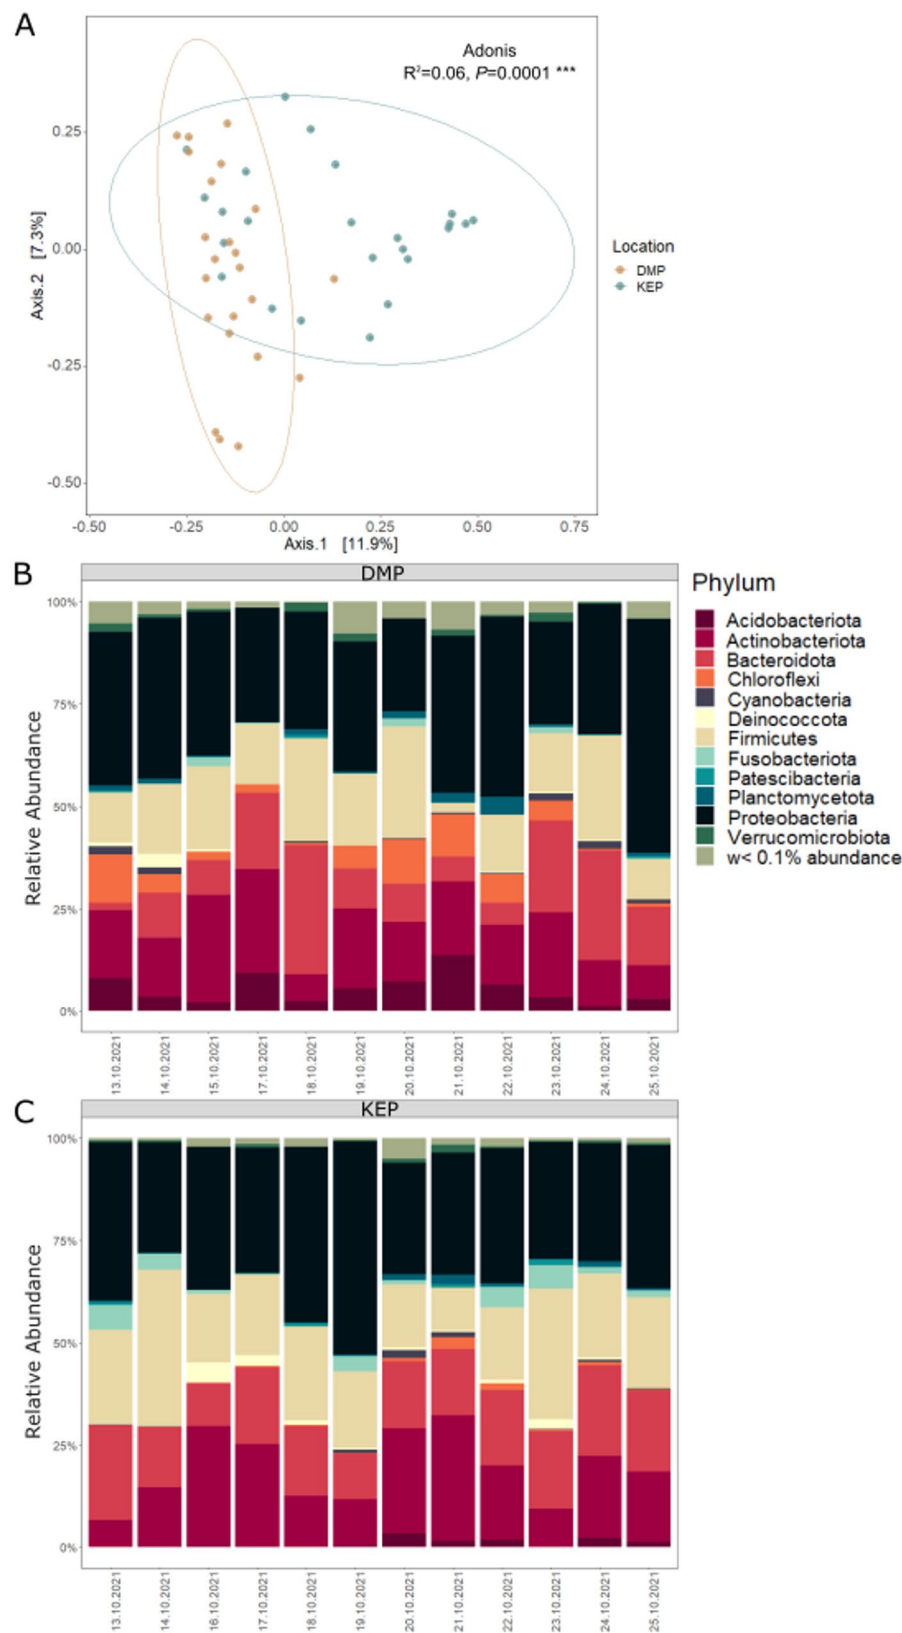 A
Adonis
R²=0.06, P=0.0001 ***
0.25
0.00
-0.25
-0.50
Axis.2 [7.3%]
-0.50 -0.25 0.00 0.25 0.50 0.75
Axis.1 [11.9%]
Location
DMP
KEP
B
DMP
100%
75%
50%
25%
0%
Relative Abundance
13.10.2021
14.10.2021
15.10.2021
17.10.2021
18.10.2021
19.10.2021
20.10.2021
21.10.2021
22.10.2021
23.10.2021
24.10.2021
25.10.2021
Phylum
Acidobacteriota
Actinobacteriota
Bacteroidota
Chloroflexi
Cyanobacteria
Deinococcota
Firmicutes
Fusobacteriota
Patescibacteria
Planctomycetota
Proteobacteria
Verrucomicrobiota
w< 0.1% abundance
C
KEP
100%
75%
50%
25%
0%
Relative Abundance
13.10.2021
14.10.2021
16.10.2021
17.10.2021
18.10.2021
19.10.2021
20.10.2021
21.10.2021
22.10.2021
23.10.2021
24.10.2021
25.10.2021